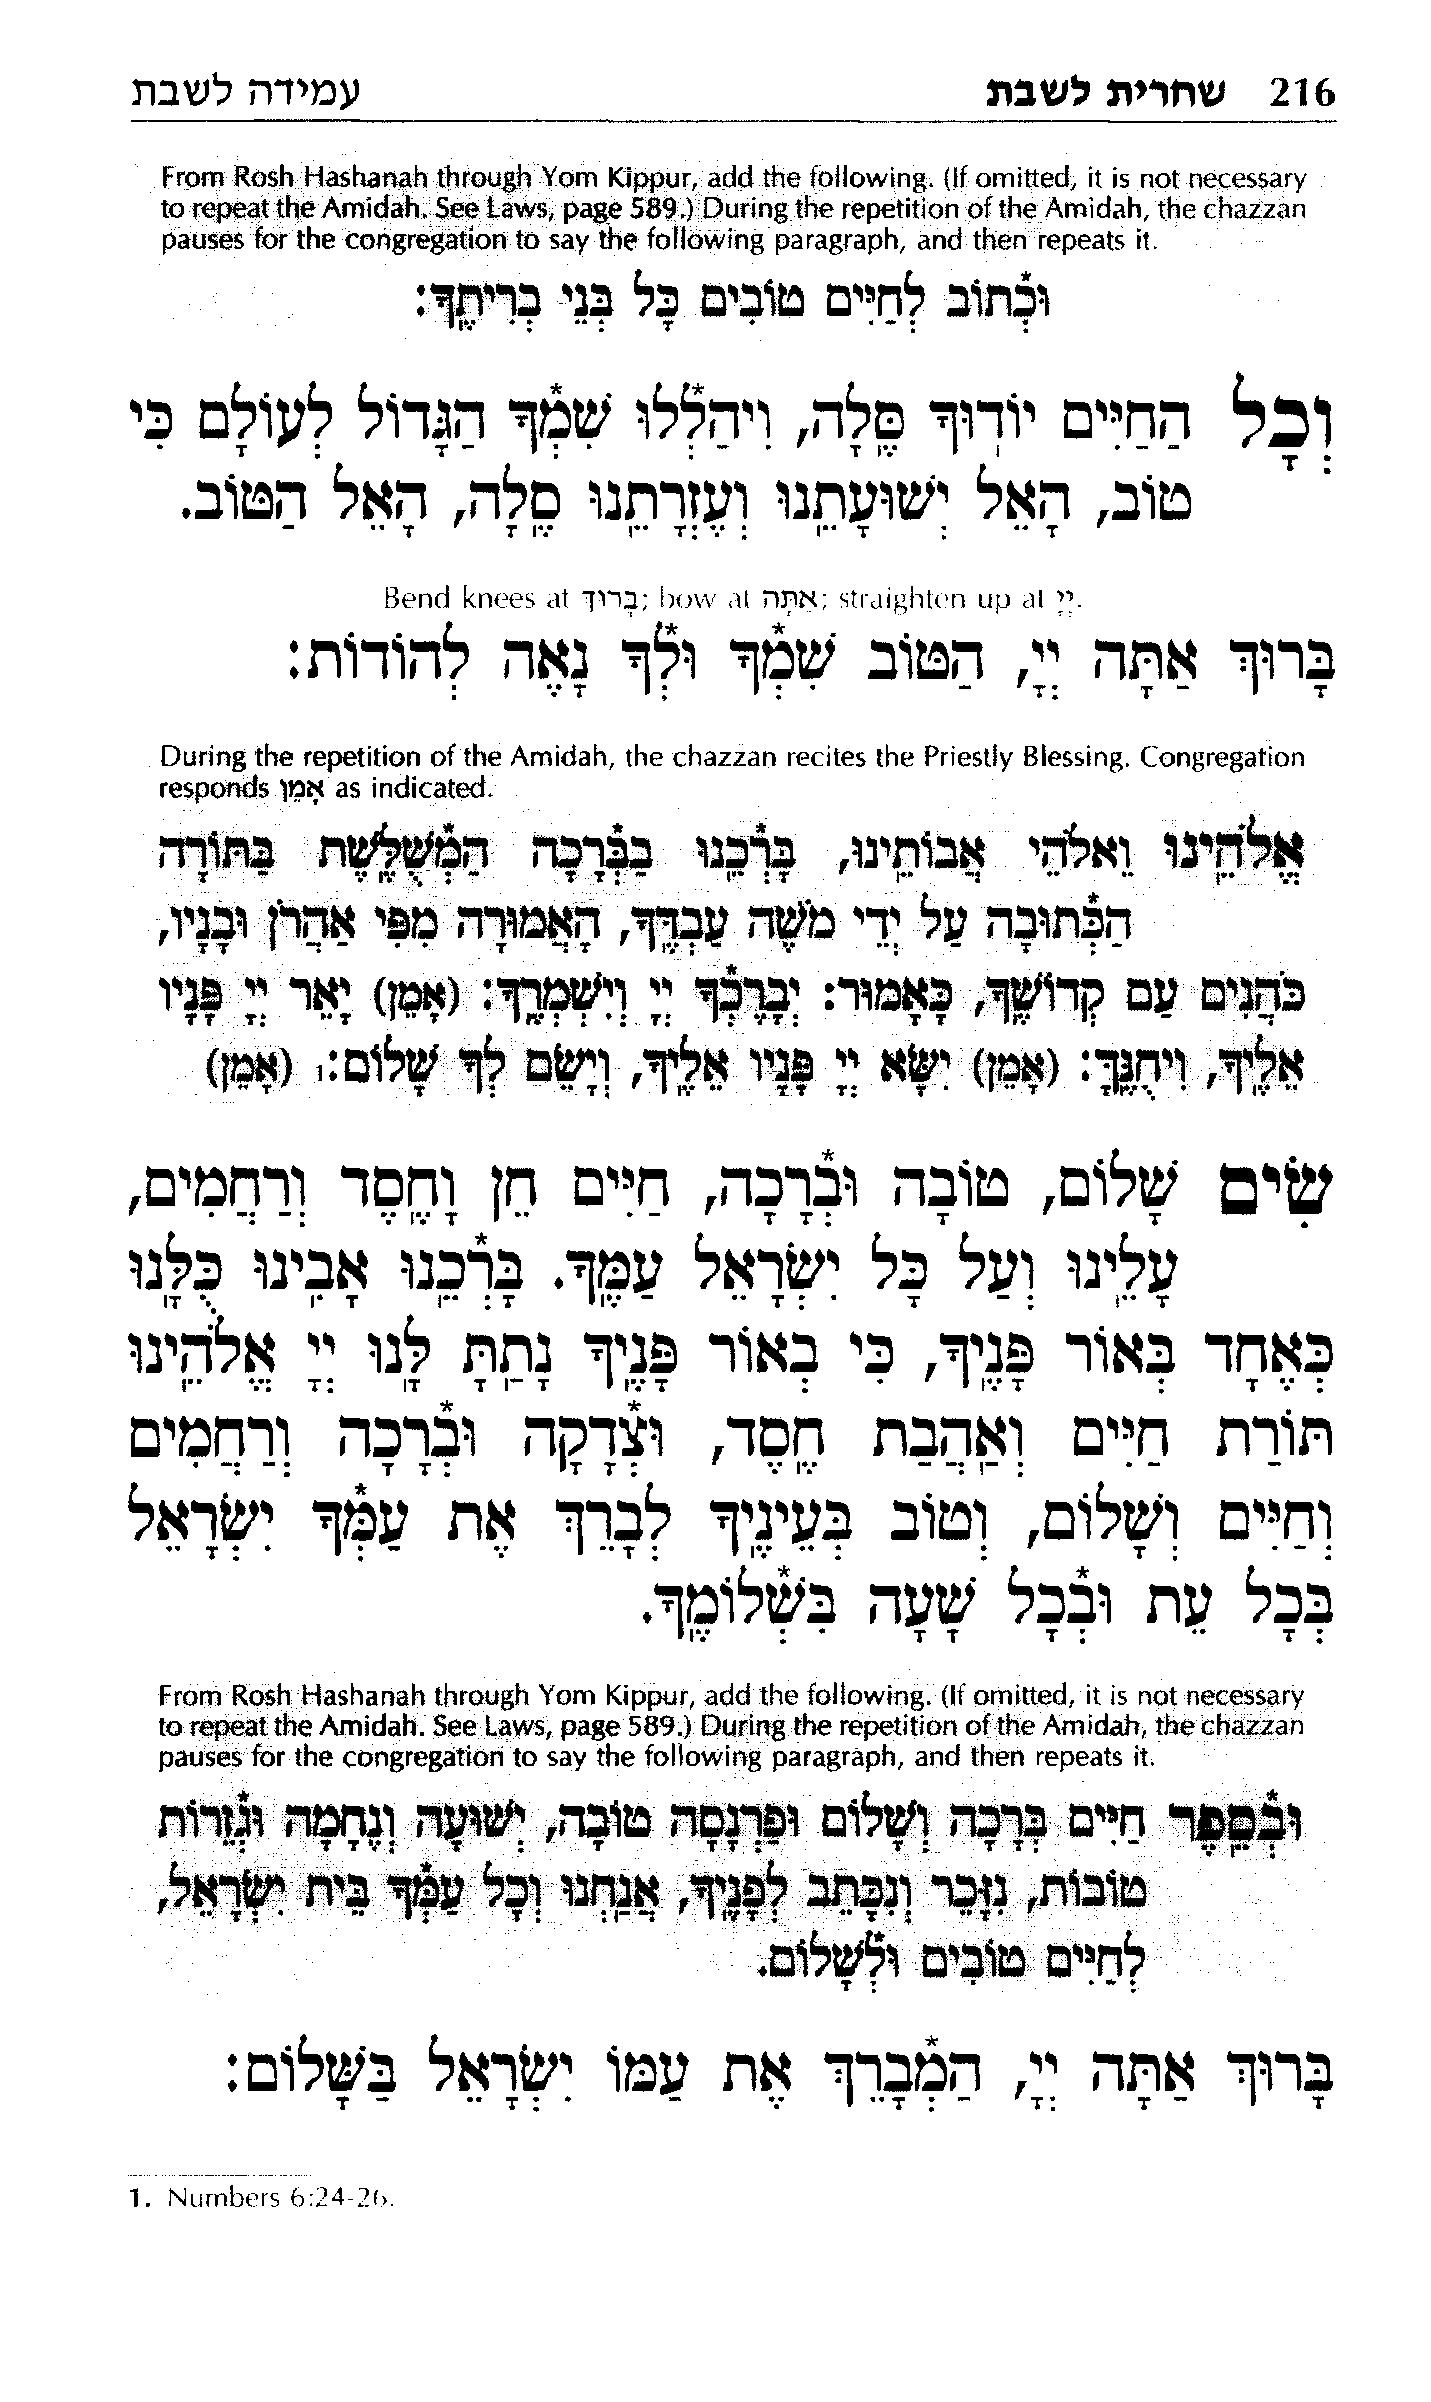 216 שחרית לשבת עמידה לשבת
From Rosh Hashanah through Yom Kippur, add the following. (If omitted, it is not necessary
to repeat the Amidah. See Laws, page 589.) During the repetition of the Amidah, the chazzan
pauses for the congregation to say the following paragraph, and then repeats it.
וּכְ֯תוֹב לְחַיִּים טוֹבִים כָּל בְּנֵי בְרִיתֶֽךָ:
וְכָל הַחַיִּים יוֹדֽוּךָ סֶּֽלָה, וִיהַלְ֯לוּ שִׁמְ֯ךָ הַגָּדוֹל לְעוֹלָם כִּי
טוֹב, הָאֵל יְשׁוּעָתֵֽנוּ וְעֶזְרָתֵֽנוּ סֶֽלָה, הָאֵל הַטּוֹב.
Bend knees at בָּרוּךְ; bow at אַתָּה; straighten up at יְיָ.
בָּרוּךְ אַתָּה יְיָ, הַטּוֹב שִׁמְ֯ךָ וּלְ֯ךָ נָאֶה לְהוֹדוֹת:
During the repetition of the Amidah, the chazzan recites the Priestly Blessing. Congregation
responds אָמֵן as indicated.
אֱלֹהֵֽינוּ וֵאלֹהֵי אֲבוֹתֵֽינוּ, בָּרְ֯כֵֽנוּ בַבְּ֯רָכָה הַמְ֯שֻׁלֶּֽשֶׁת בַּתּוֹרָה
הַכְּ֯תוּבָה עַל יְדֵי מֹשֶׁה עַבְדֶּֽךָ, הָאֲמוּרָה מִפִּי אַהֲרֹן וּבָנָיו,
כֹּהֲנִים עַם קְדוֹשֶֽׁךָ, כָּאָמוּר: יְבָרֶכְ֯ךָ יְיָ וְיִשְׁמְרֶֽךָ: (אָמֵן) יָאֵר יְיָ פָּנָיו
אֵלֶֽיךָ, וִיחֻנֶּֽךָּ: (אָמֵן) יִשָּׂא יְיָ פָּנָיו אֵלֶֽיךָ, וְיָשֵׂם לְךָ שָׁלוֹם:1 (אָמֵן)
שִׂים שָׁלוֹם, טוֹבָה וּבְ֯רָכָה, חַיִּים חֵן וָחֶֽסֶד וְרַחֲמִים,
עָלֵֽינוּ וְעַל כָּל יִשְׂרָאֵל עַמֶּֽךָ. בָּרְ֯כֵֽנוּ אָבִֽינוּ כֻּלָּֽנוּ
כְּאֶחָד בְּאוֹר פָּנֶֽיךָ, כִּי בְאוֹר פָּנֶֽיךָ נָתַֽתָּ לָּֽנוּ יְיָ אֱלֹהֵֽינוּ
תּוֹרַת חַיִּים וְאַֽהֲבַת חֶֽסֶד, וּצְ֯דָקָה וּבְ֯רָכָה וְרַחֲמִים
וְחַיִּים וְשָׁלוֹם, וְטוֹב בְּעֵינֶֽיךָ לְבָרֵךְ אֶת עַמְּ֯ךָ יִשְׂרָאֵל
בְּכָל עֵת וּבְ֯כָל שָׁעָה בִּשְׁ֯לוֹמֶֽךָ.
From Rosh Hashanah through Yom Kippur, add the following. (If omitted, it is not necessary
to repeat the Amidah. See Laws, page 589.) During the repetition of the Amidah, the chazzan
pauses for the congregation to say the following paragraph, and then repeats it.
וּבְ֯סֵֽפֶר חַיִּים בְּרָכָה וְשָׁלוֹם וּפַרְנָסָה טוֹבָה, יְשׁוּעָה וְנֶחָמָה וּגְ֯זֵרוֹת
טוֹבוֹת, נִזָּכֵר וְנִכָּתֵב לְפָנֶֽיךָ, אֲנַֽחְנוּ וְכָל עַמְּ֯ךָ בֵּית יִשְׂרָאֵל,
לְחַיִּים טוֹבִים וּלְ֯שָׁלוֹם.
בָּרוּךְ אַתָּה יְיָ, הַמְ֯בָרֵךְ אֶת עַמּוֹ יִשְׂרָאֵל בַּשָּׁלוֹם:
1. Numbers 6:24-26.